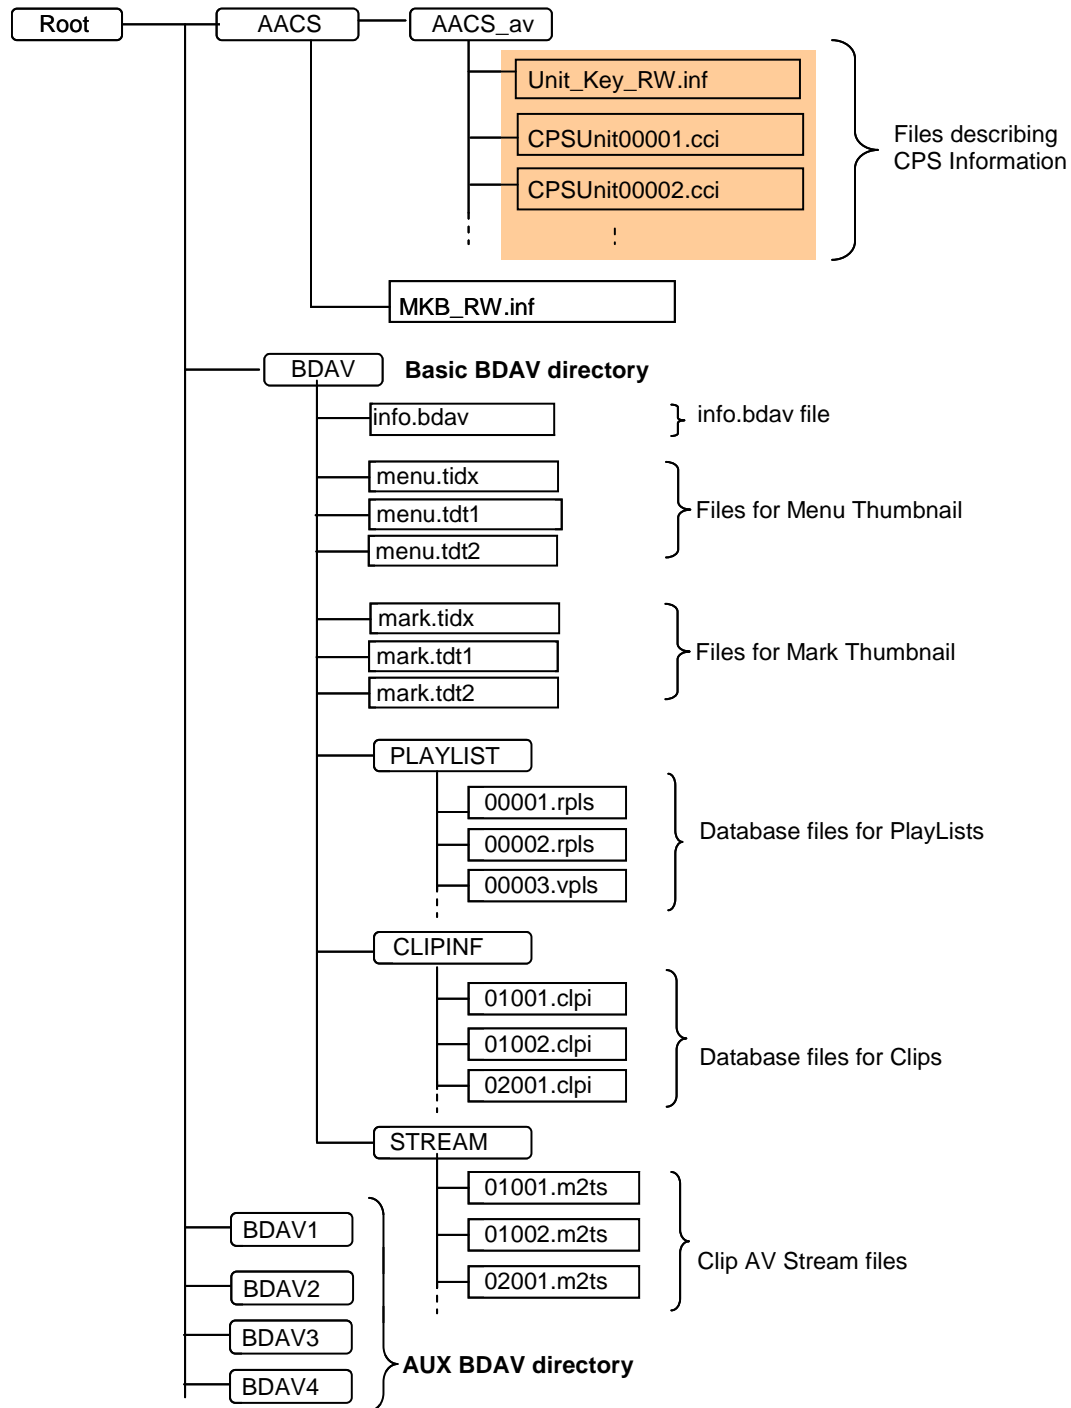 Root
AACS
AACS_av
Unit_Key_RW.inf
CPSUnit00001.cci
CPSUnit00002.cci
Files describing
CPS Information
MKB_RW.inf
BDAV
Basic BDAV directory
info.bdav
info.bdav file
menu.tidx
menu.tdt1
menu.tdt2
Files for Menu Thumbnail
mark.tidx
mark.tdt1
mark.tdt2
Files for Mark Thumbnail
PLAYLIST
00001.rpls
00002.rpls
00003.vpls
Database files for PlayLists
CLIPINF
01001.clpi
01002.clpi
02001.clpi
Database files for Clips
STREAM
01001.m2ts
01002.m2ts
02001.m2ts
Clip AV Stream files
BDAV1
BDAV2
BDAV3
BDAV4
AUX BDAV directory